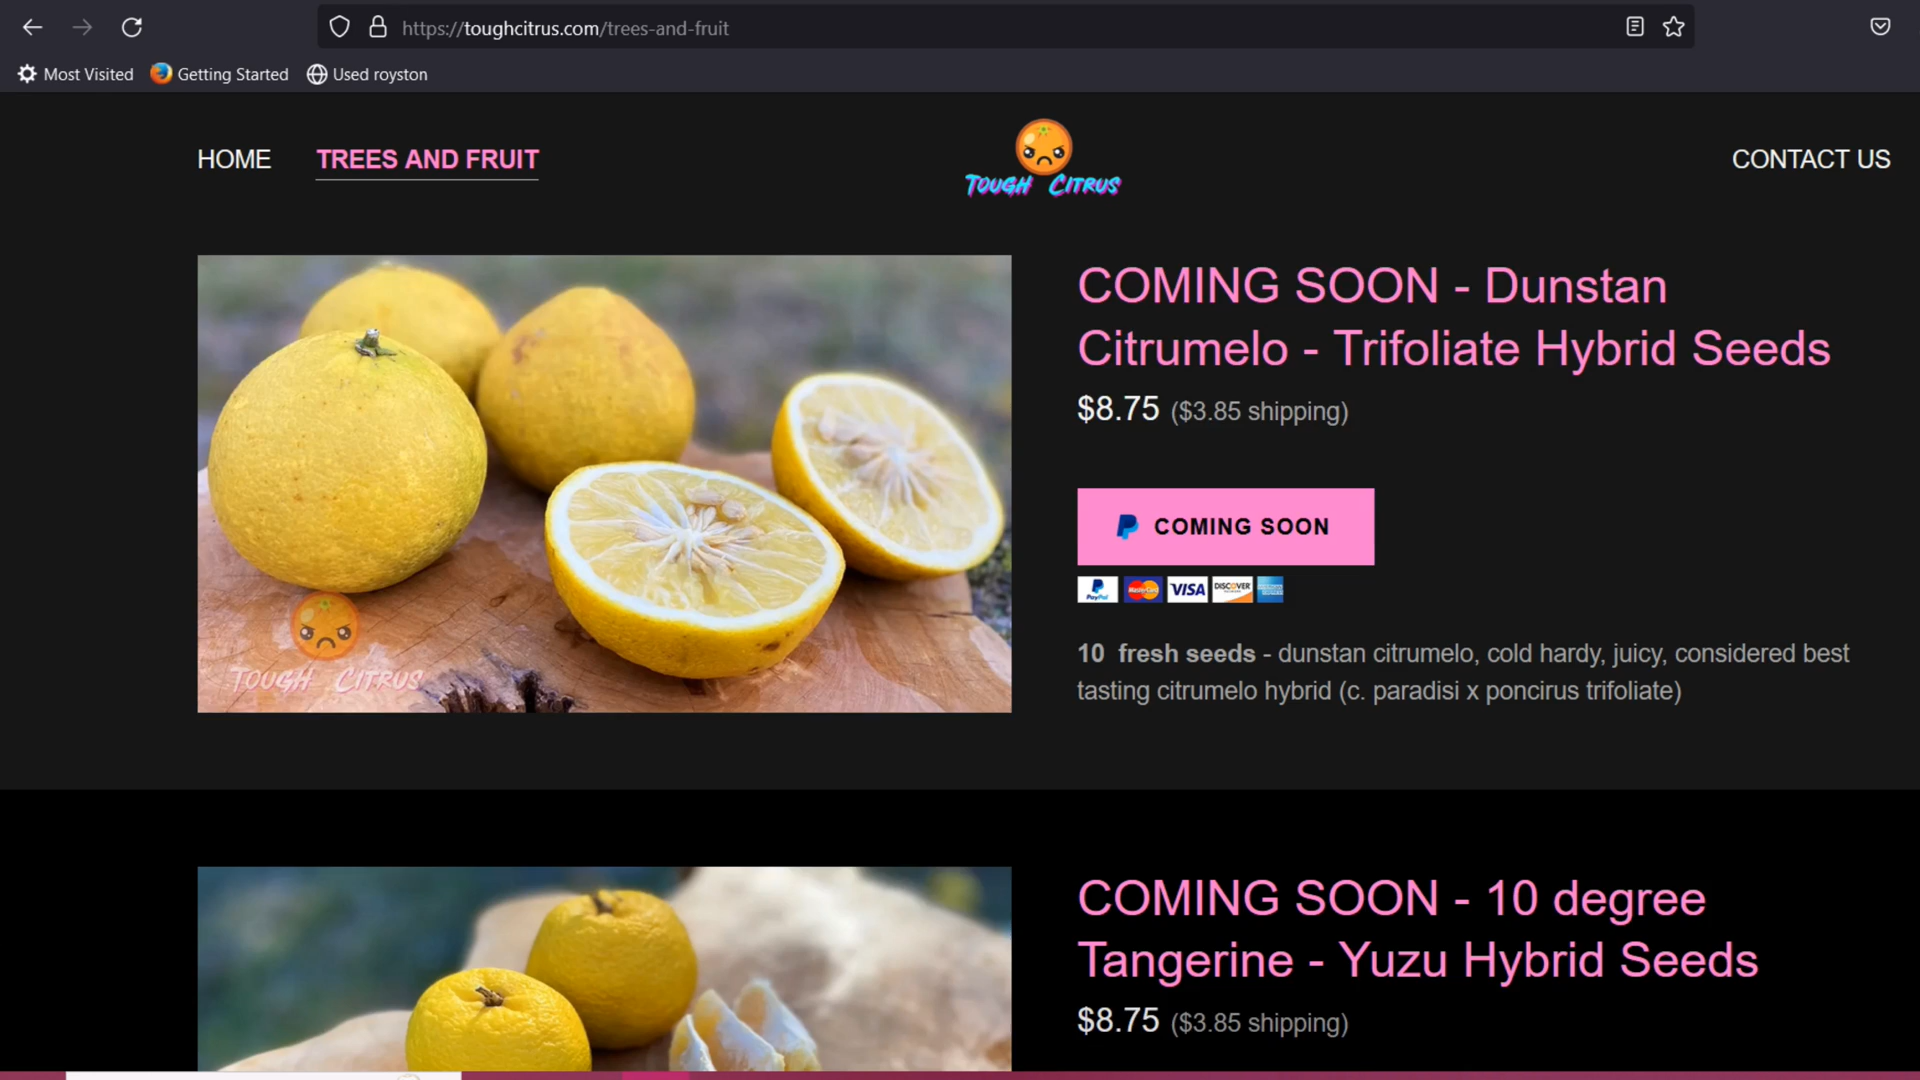 https://toughcitrus.com/trees-and-fruit
Most Visited
Getting Started
Used royston
HOME
TREES AND FRUIT
TOUGH CITRUS
CONTACT US
COMING SOON - Dunstan
Citrumelo - Trifoliate Hybrid Seeds
$8.75 ($3.85 shipping)
COMING SOON
PayPal
MasterCard
VISA
DISCOVER
10 fresh seeds - dunstan citrumelo, cold hardy, juicy, considered best
tasting citrumelo hybrid (c. paradisi x poncirus trifoliate)
TOUGH CITRUS
COMING SOON - 10 degree
Tangerine - Yuzu Hybrid Seeds
$8.75 ($3.85 shipping)